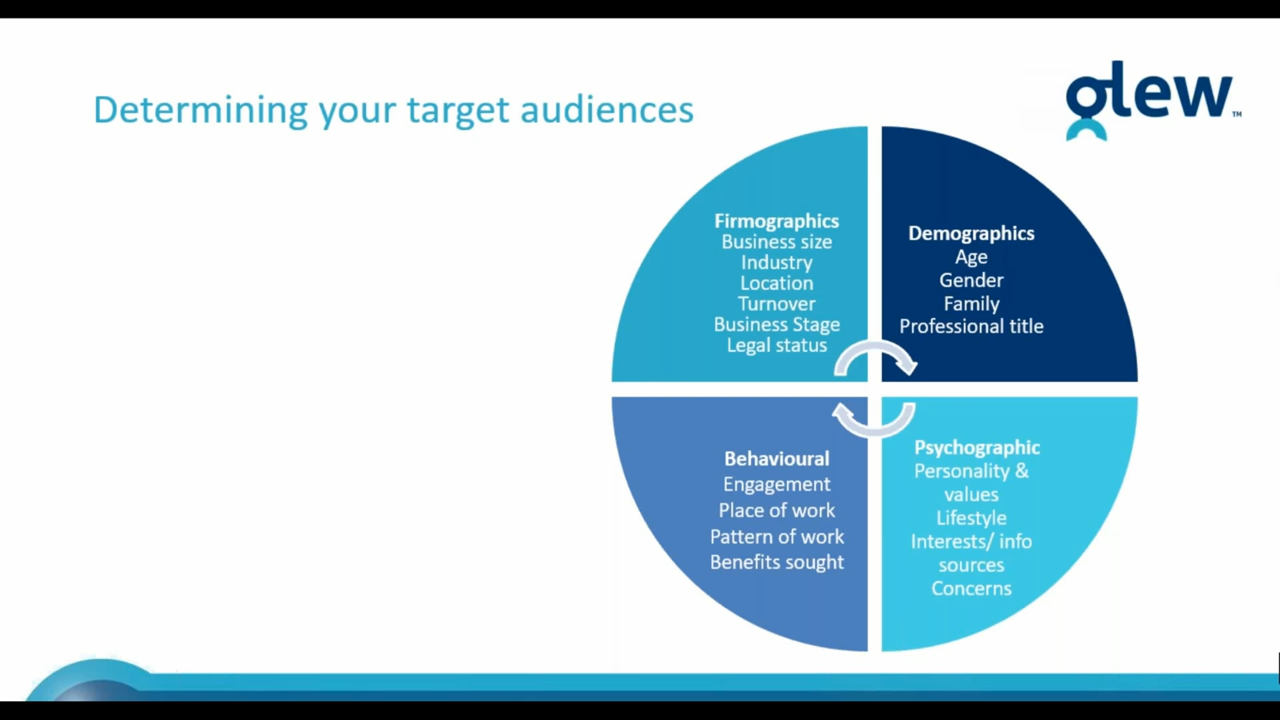 Determining your target audiences
glew™
Firmographics
Business size
Industry
Location
Turnover
Business Stage
Legal status
Demographics
Age
Gender
Family
Professional title
Behavioural
Engagement
Place of work
Pattern of work
Benefits sought
Psychographic
Personality &
values
Lifestyle
Interests/ info
sources
Concerns